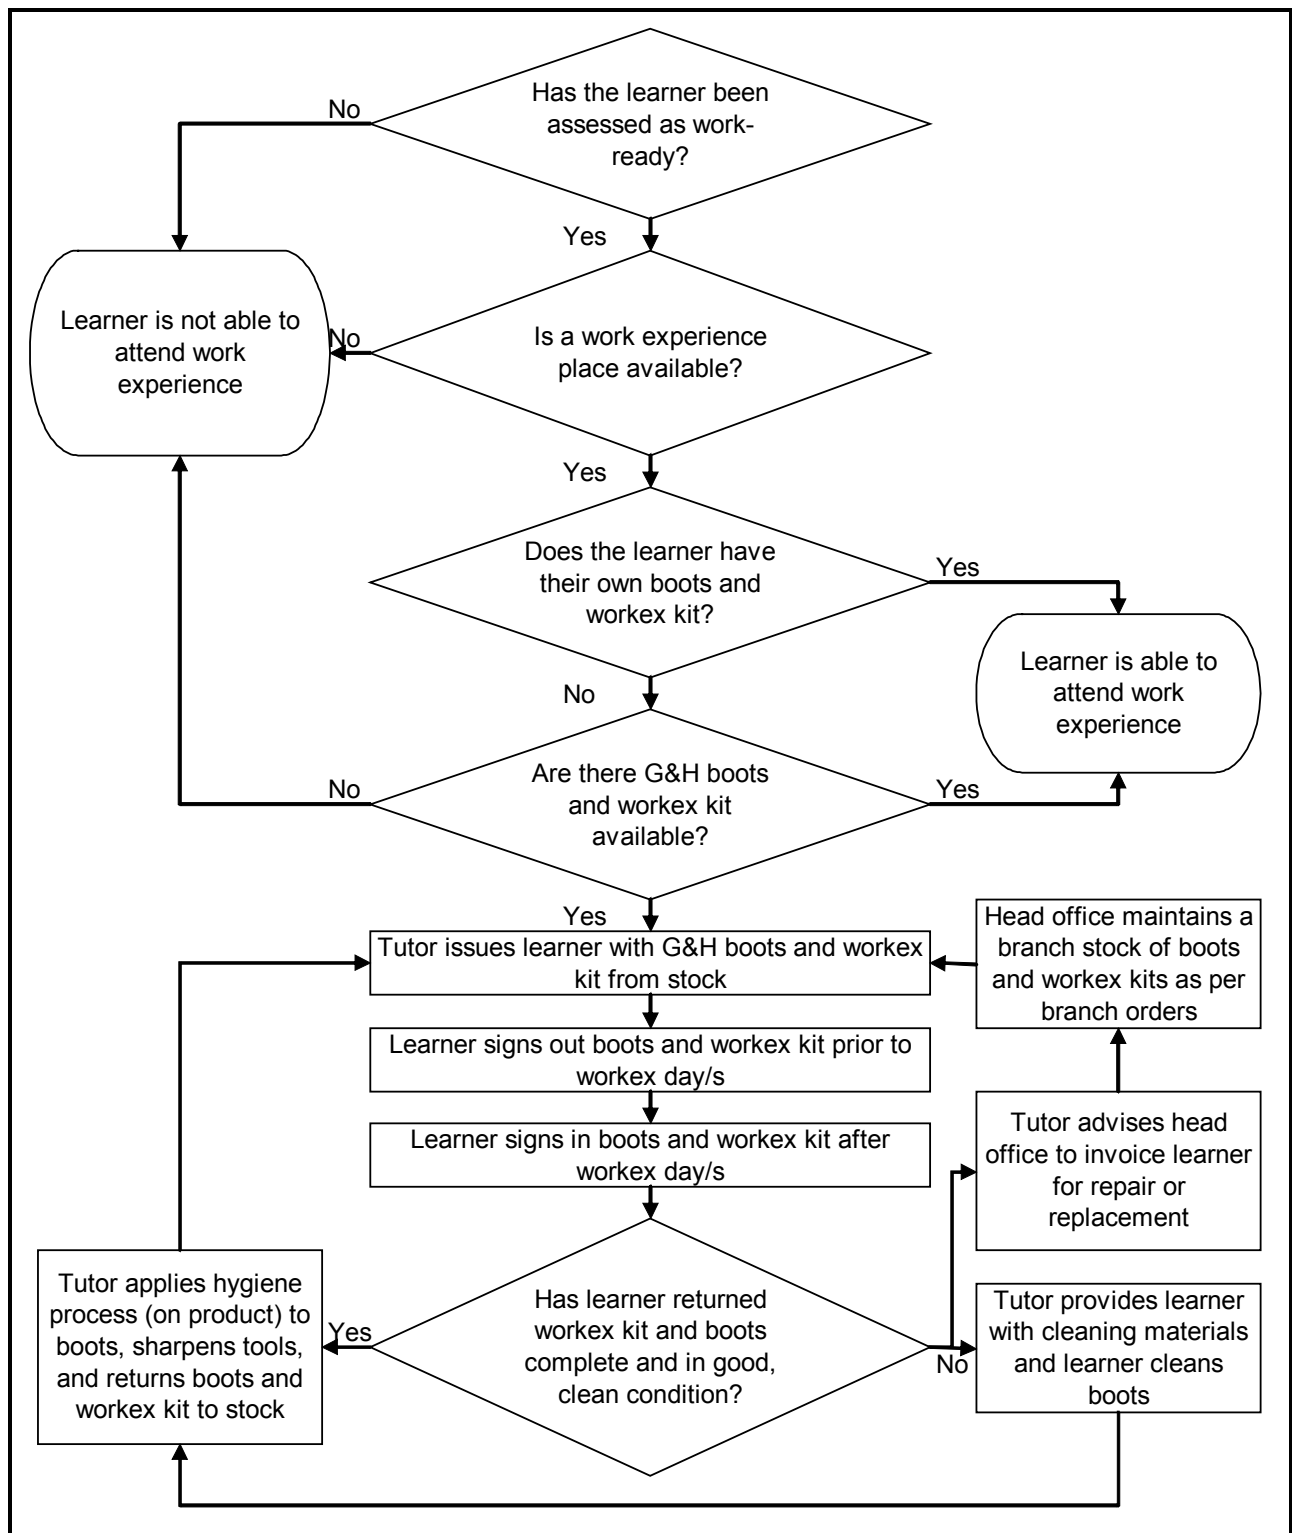 Has the learner been
assessed as work-
ready?
No
Yes
Learner is not able to
attend work
experience
No
Is a work experience
place available?
Yes
Does the learner have
their own boots and
workex kit?
Yes
Learner is able to
attend work
experience
No
Are there G&H boots
and workex kit
available?
No
Yes
Yes
Tutor issues learner with G&H boots and workex
kit from stock
Head office maintains a
branch stock of boots
and workex kits as per
branch orders
Learner signs out boots and workex kit prior to
workex day/s
Learner signs in boots and workex kit after
workex day/s
Tutor advises head
office to invoice learner
for repair or
replacement
Has learner returned
workex kit and boots
complete and in good,
clean condition?
Yes
No
Tutor applies hygiene
process (on product) to
boots, sharpens tools,
and returns boots and
workex kit to stock
Tutor provides learner
with cleaning materials
and learner cleans
boots